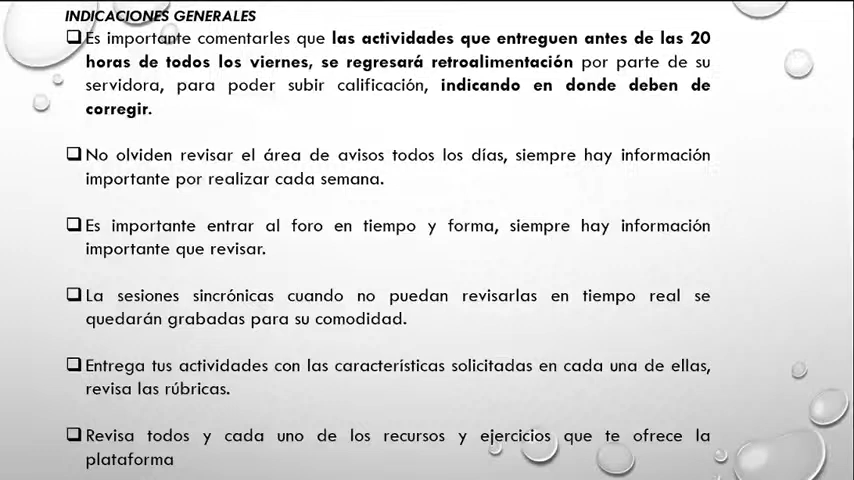 INDICACIONES GENERALES
Es importante comentarles que las actividades que entreguen antes de las 20
horas de todos los viernes, se regresará retroalimentación por parte de su
servidora, para poder subir calificación, indicando en donde deben de
corregir.
No olviden revisar el área de avisos todos los días, siempre hay información
importante por realizar cada semana.
Es importante entrar al foro en tiempo y forma, siempre hay información
importante que revisar.
La sesiones sincrónicas cuando no puedan revisarlas en tiempo real se
quedarán grabadas para su comodidad.
Entrega tus actividades con las características solicitadas en cada una de ellas,
revisa las rúbricas.
Revisa todos y cada uno de los recursos y ejercicios que te ofrece la
plataforma